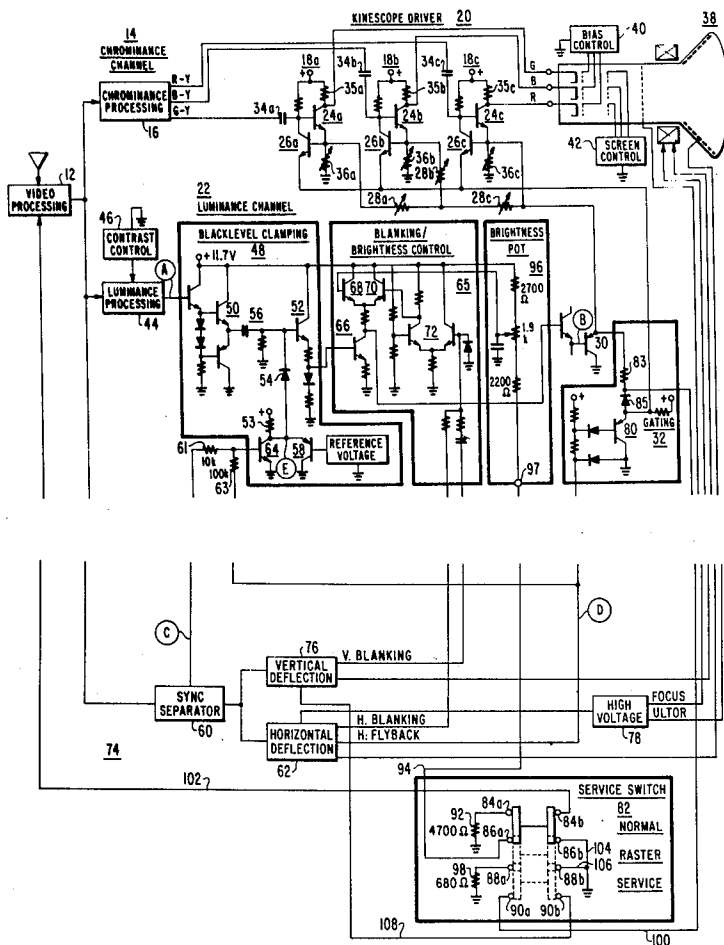 KINESCOPE DRIVER 20
14
CHROMINANCE
CHANNEL
R-Y
B-Y
G-Y
CHROMINANCE
PROCESSING
16
34a
34b
34c
18a
18b
18c
+
+
+
35a
35b
35c
24a
24b
24c
26a
26b
26c
36a
36b
36c
28a
28b
28c
G
B
R
40
BIAS
CONTROL
38
42
SCREEN
CONTROL
VIDEO
PROCESSING
12
22
LUMINANCE CHANNEL
46
CONTRAST
CONTROL
A
LUMINANCE
PROCESSING
44
BLACKLEVEL CLAMPING
48
+11.7V
50
56
52
54
53
+
61
10k
100k
63
64
E
58
REFERENCE
VOLTAGE
BLANKING/
BRIGHTNESS CONTROL
65
68
70
66
72
BRIGHTNESS
POT
96
2700
Ω
1.9
k
2200
Ω
97
B
30
83
85
+
+
GATING
32
80
C
D
SYNC
SEPARATOR
60
76
VERTICAL
DEFLECTION
V. BLANKING
H. BLANKING
H. FLYBACK
HORIZONTAL
DEFLECTION
62
HIGH
VOLTAGE
78
FOCUS
ULTOR
74
102
94
SERVICE SWITCH
82
NORMAL
RASTER
SERVICE
84a
84b
92
4700Ω
86a
86b
104
106
98
680
Ω
88a
88b
90a
90b
108
100